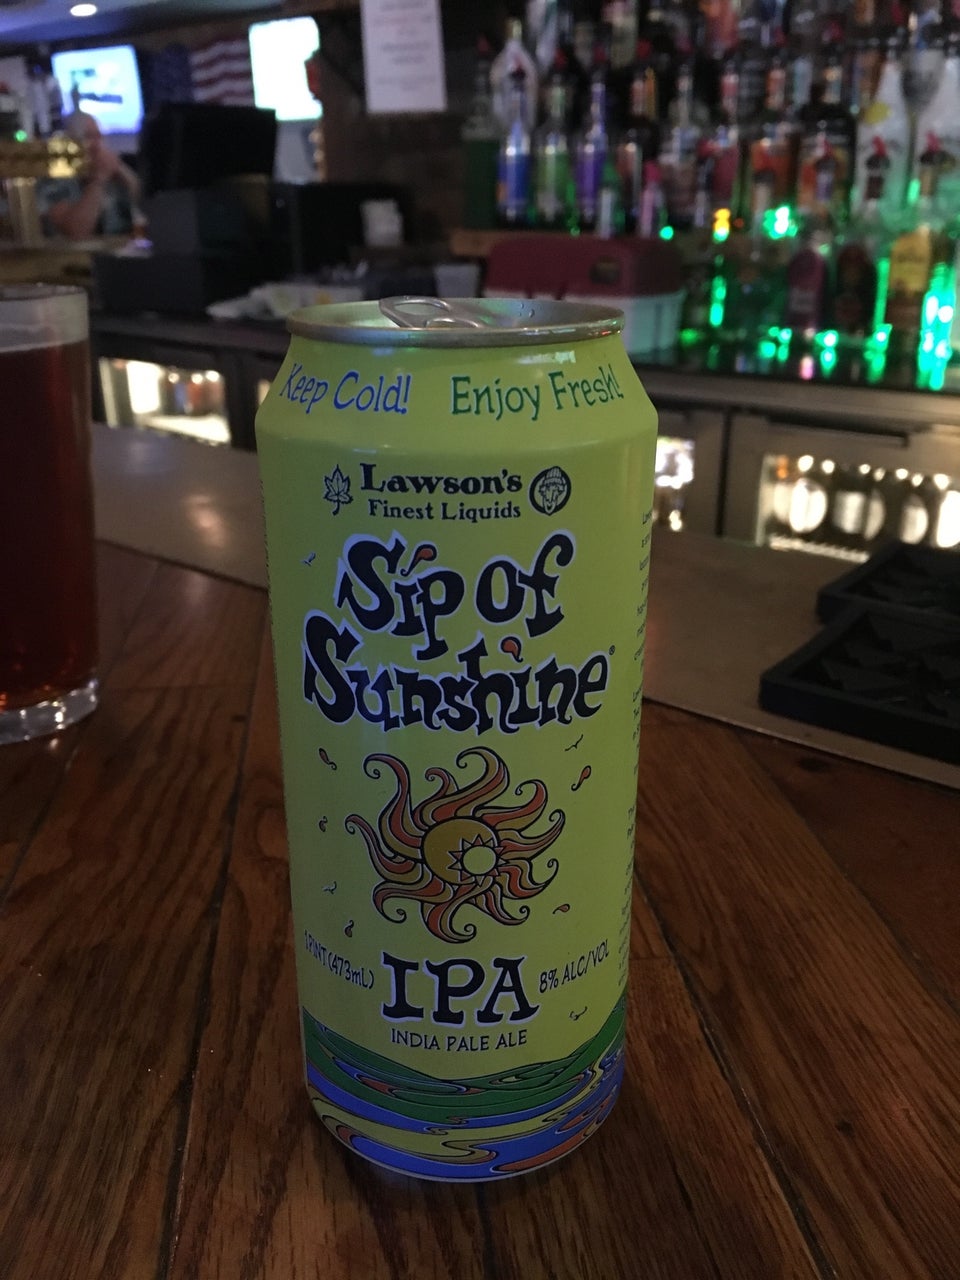 Keep Cold! Enjoy Fresh!
Lawson's
Finest Liquids
Sip of
Sunshine®
1 PINT (473mL)
IPA
8% ALC/VOL
INDIA PALE ALE